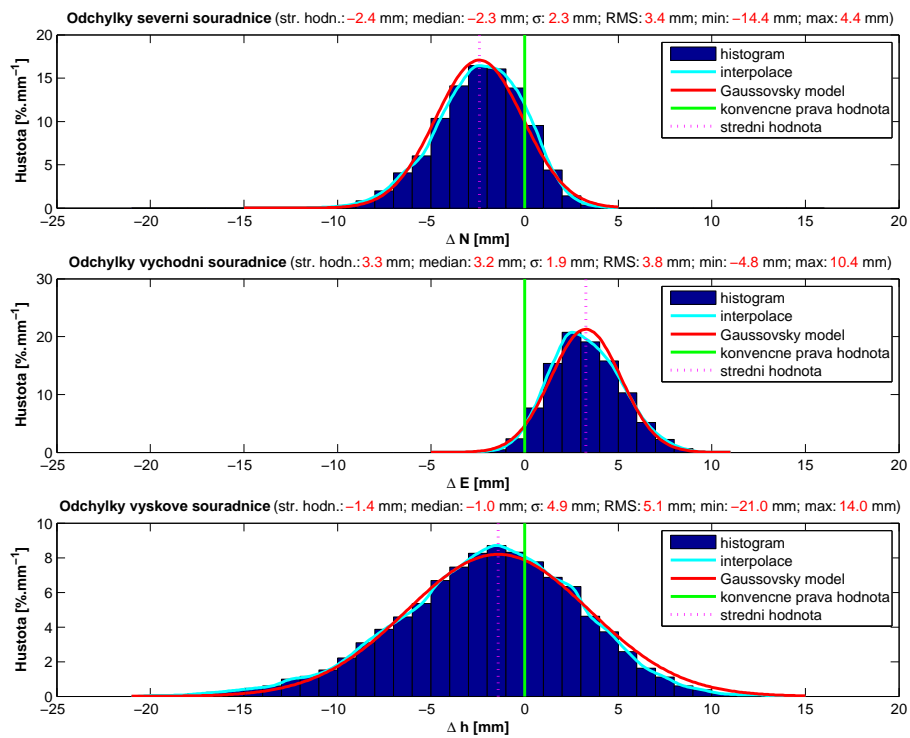 Odchylky severni souradnice (str. hodn.:−2.4 mm; median:−2.3 mm; σ: 2.3 mm; RMS: 3.4 mm; min:−14.4 mm; max: 4.4 mm)
20
15
10
5
0
Hustota [%.mm⁻¹]
histogram
interpolace
Gaussovsky model
konvencne prava hodnota
stredni hodnota
−25 −20 −15 −10 −5 0 5 10 15 20
Δ N [mm]
Odchylky vychodni souradnice (str. hodn.:3.3 mm; median:3.2 mm; σ: 1.9 mm; RMS: 3.8 mm; min:−4.8 mm; max:10.4 mm)
30
20
10
0
Hustota [%.mm⁻¹]
histogram
interpolace
Gaussovsky model
konvencne prava hodnota
stredni hodnota
−25 −20 −15 −10 −5 0 5 10 15 20
Δ E [mm]
Odchylky vyskove souradnice (str. hodn.:−1.4 mm; median:−1.0 mm; σ: 4.9 mm; RMS:5.1 mm; min:−21.0 mm; max: 14.0 mm)
10
8
6
4
2
0
Hustota [%.mm⁻¹]
histogram
interpolace
Gaussovsky model
konvencne prava hodnota
stredni hodnota
−25 −20 −15 −10 −5 0 5 10 15 20
Δ h [mm]